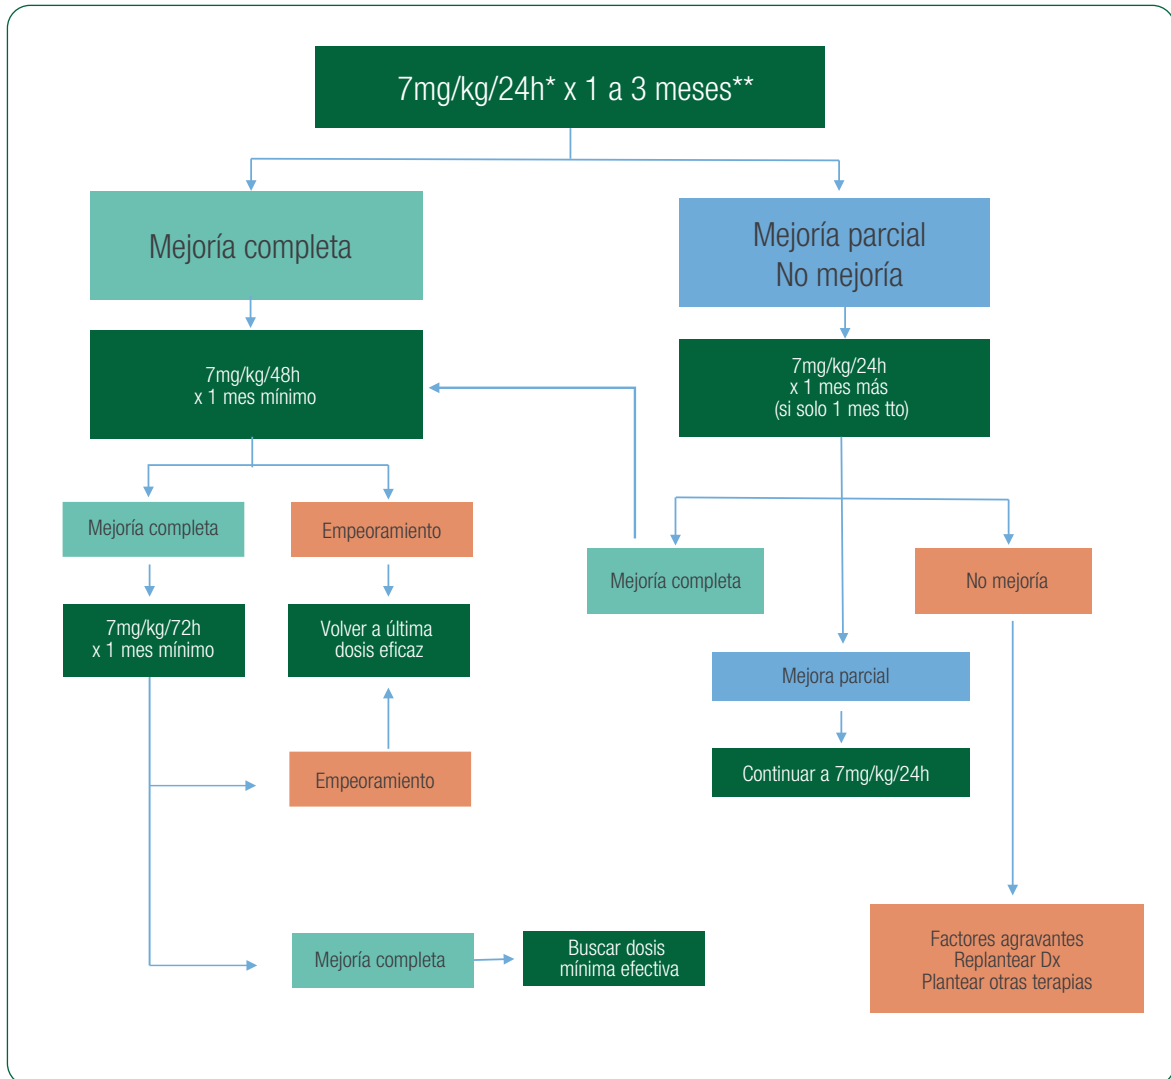 7mg/kg/24h* x 1 a 3 meses**
Mejoría completa
Mejoría parcial
No mejoría
7mg/kg/48h
x 1 mes mínimo
7mg/kg/24h
x 1 mes más
(si solo 1 mes tto)
Mejoría completa
Empeoramiento
Mejoría completa
No mejoría
7mg/kg/72h
x 1 mes mínimo
Volver a última
dosis eficaz
Mejora parcial
Empeoramiento
Continuar a 7mg/kg/24h
Mejoría completa
Buscar dosis
mínima efectiva
Factores agravantes
Replantear Dx
Plantear otras terapias